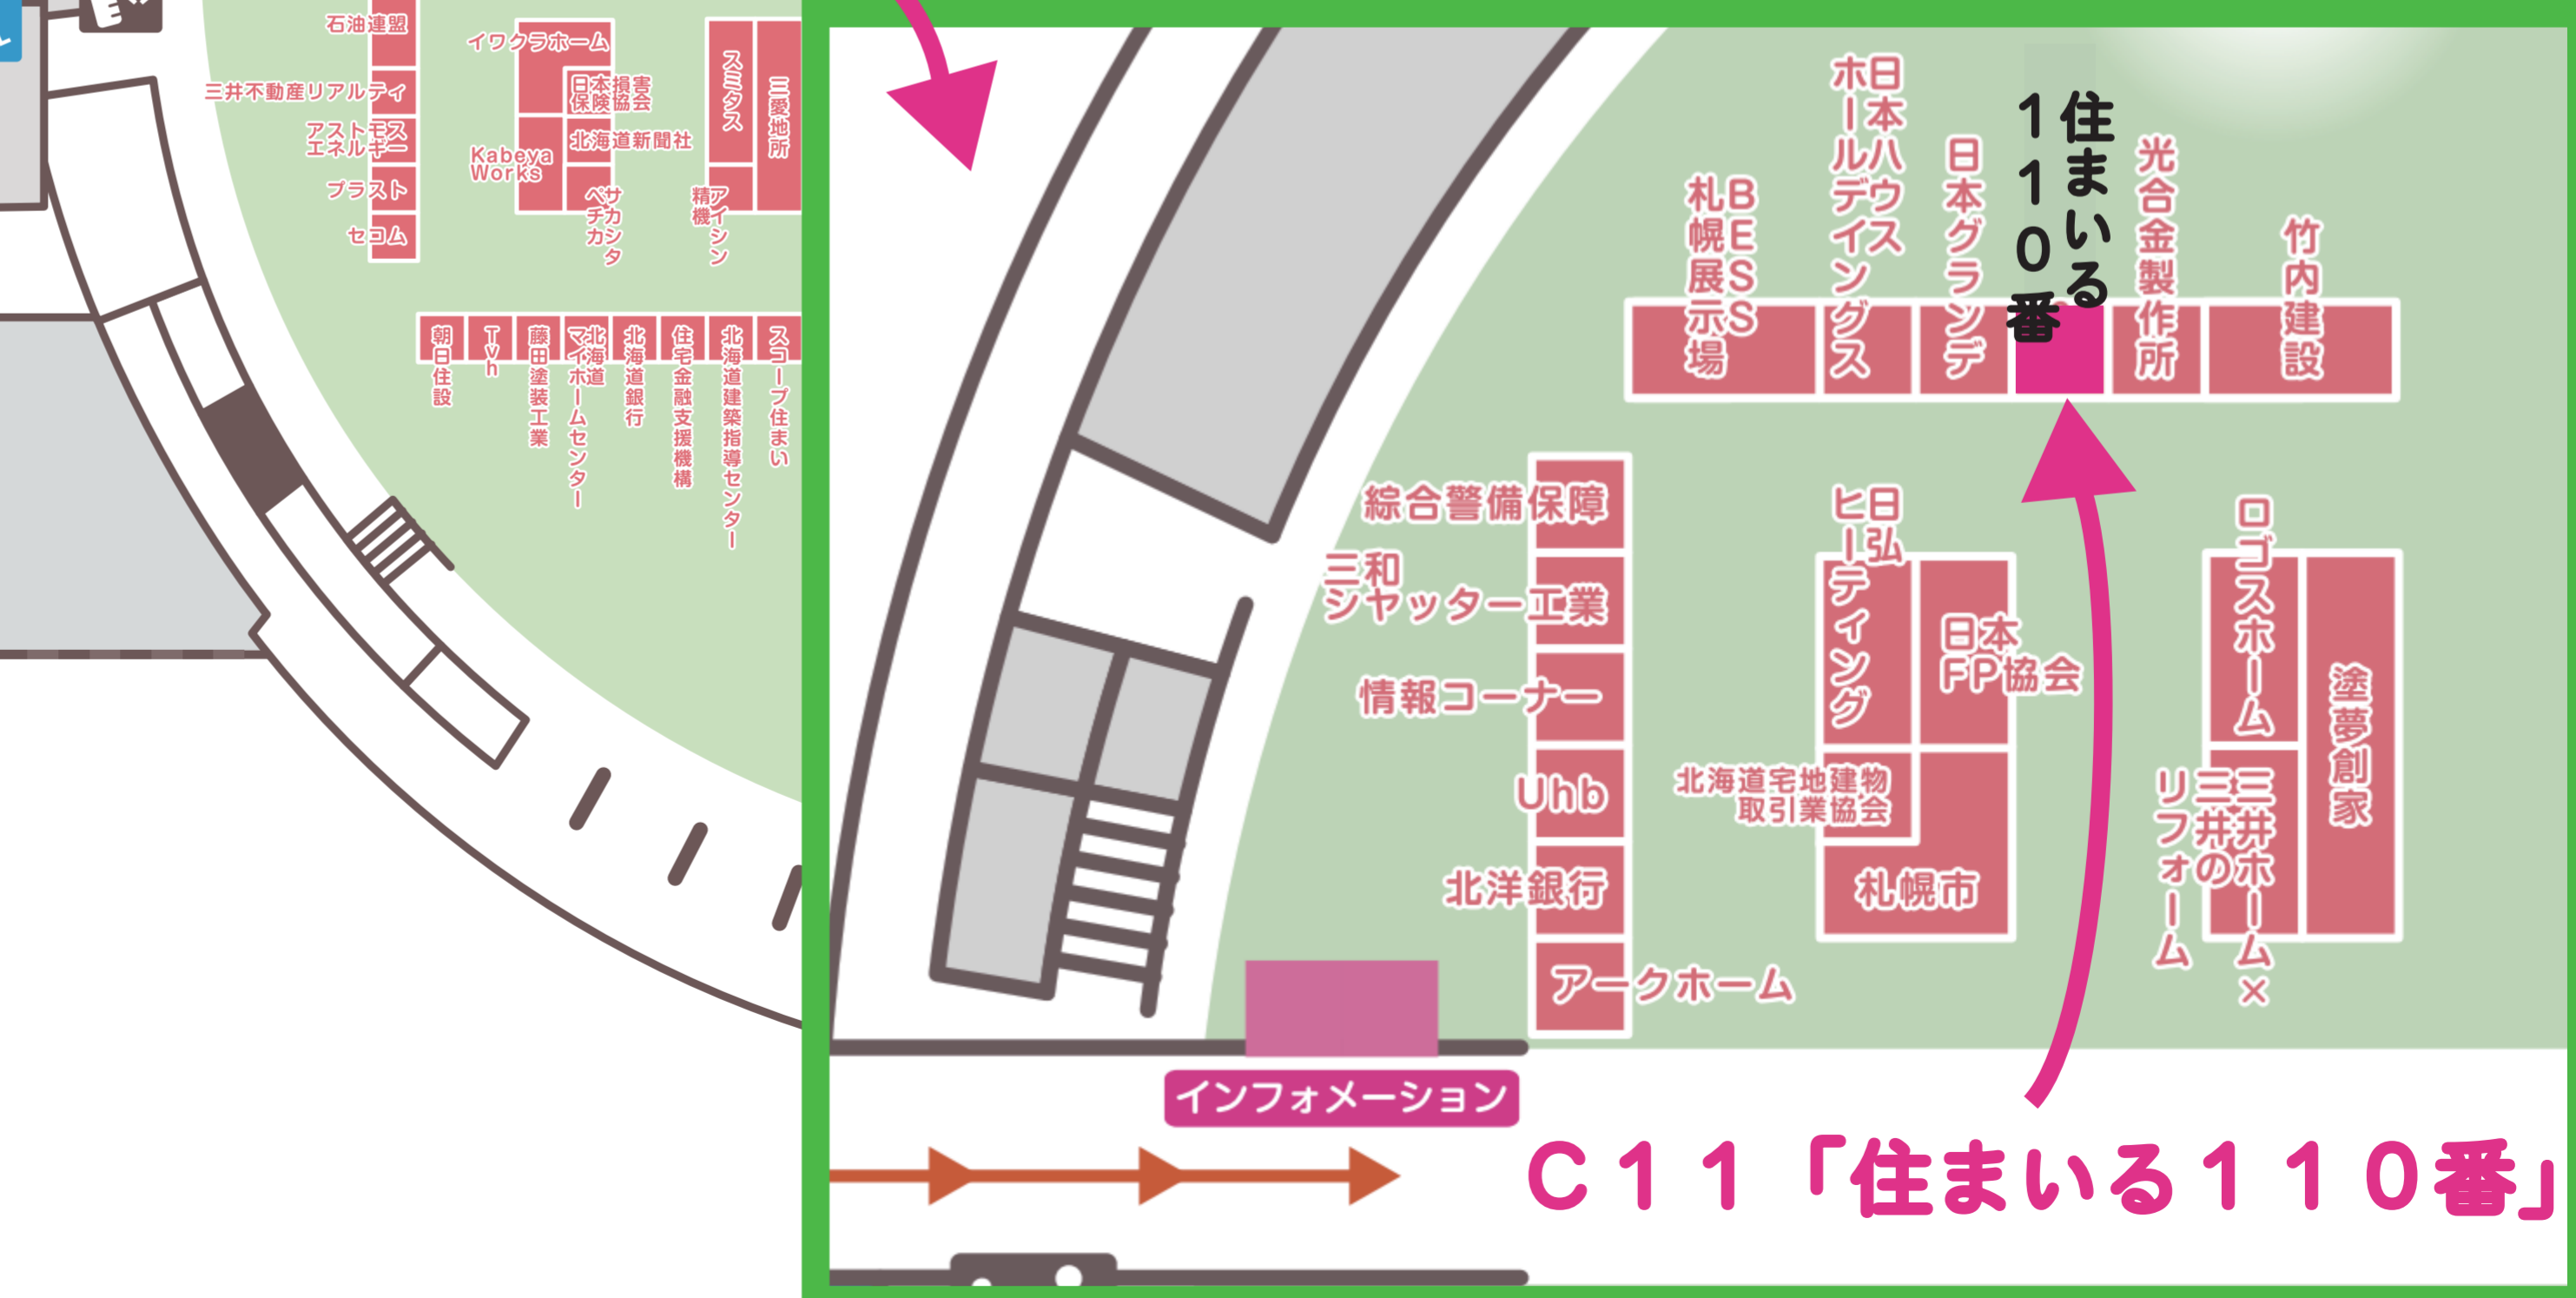 石油連盟
三井不動産リアルティ
アストモス
エネルギー
プラスト
セコム
イワクラホーム
日本損害
保険協会
北海道新聞社
Kabeya
Works
サカシタ
ペチカ
スミタス
三愛地所
アイシン
精機
朝日住設
TVh
藤田塗装工業
北海道
マイホームセンター
北海道銀行
住宅金融支援機構
北海道建築指導センター
スコープ住まい
BESS
札幌展示場
日本ハウス
ホールデイングス
日本グランデ
住まいる
110番
光合金製作所
竹内建設
綜合警備保障
三和
シヤッター工業
情報コーナー
Uhb
北洋銀行
アークホーム
日弘
ヒーティング
日本
FP協会
北海道宅地建物
取引業協会
札幌市
ロゴスホーム
塗夢創家
三井ホーム×
三井の
リフォーム
インフォメーション
C11「住まいる110番」